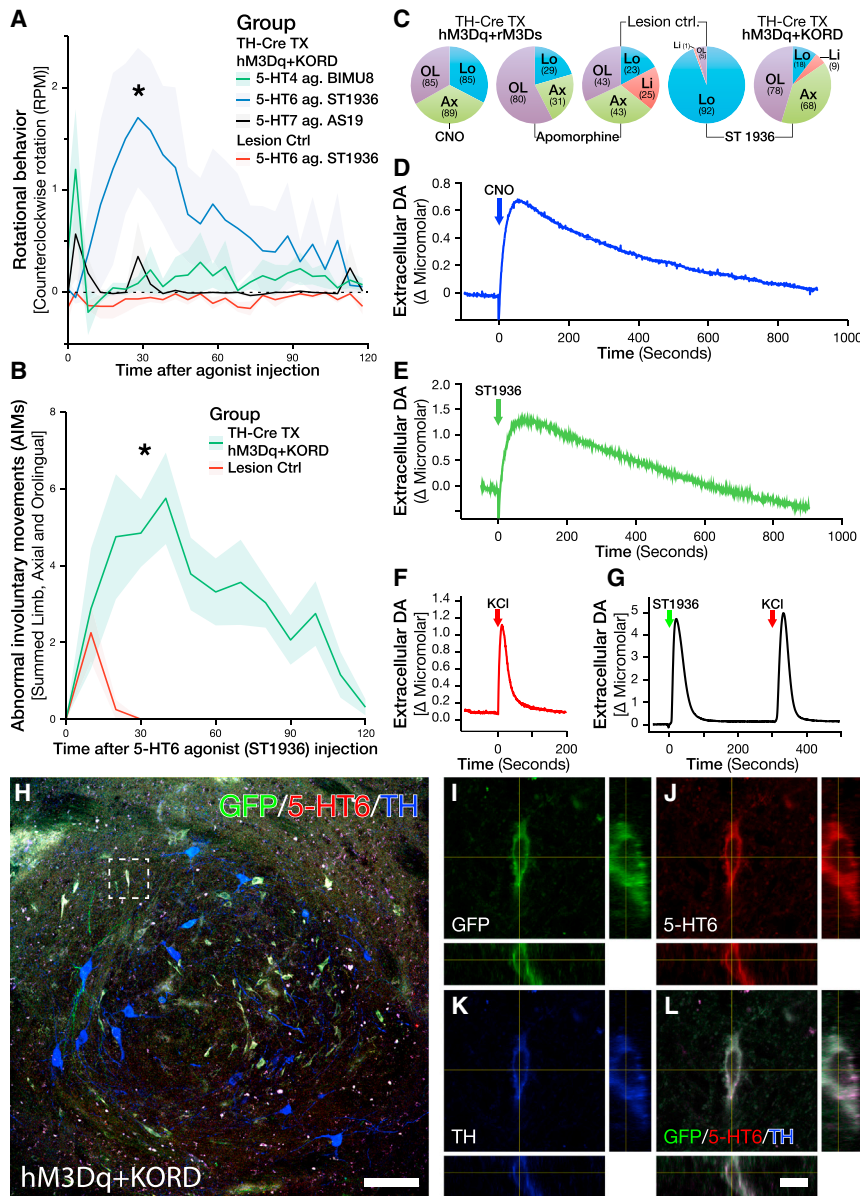 A
Rotational behavior
[Counterclockwise rotation (RPM)]
2
1
0
0
30
60
90
120
Time after agonist injection
*
Group
TH-Cre TX
hM3Dq+KORD
5-HT4 ag. BIMU8
5-HT6 ag. ST1936
5-HT7 ag. AS19
Lesion Ctrl
5-HT6 ag. ST1936
B
Abnormal involuntary movements (AIMs)
[Summed Limb, Axial and Orolingual]
8
6
4
2
0
0
30
60
90
120
Time after 5-HT6 agonist (ST1936) injection
*
Group
TH-Cre TX
hM3Dq+KORD
Lesion Ctrl
C
TH-Cre TX
hM3Dq+rM3Ds
Lesion ctrl.
TH-Cre TX
hM3Dq+KORD
OL
(85)
Lo
(85)
Ax
(89)
OL
(80)
Lo
(29)
Ax
(31)
OL
(43)
Lo
(23)
Li
(25)
Ax
(43)
Li (1)
OL
(5)
Lo
(92)
OL
(78)
Lo
(18)
Li
(9)
Ax
(68)
CNO
Apomorphine
ST 1936
D
Extracellular DA
(Δ Micromolar)
0.8
0.6
0.4
0.2
0
CNO
0
200
400
600
800
1000
Time (Seconds)
E
Extracellular DA
(Δ Micromolar)
2.0
1.5
1.0
0.5
0.0
ST1936
0
200
400
600
800
1000
Time (Seconds)
F
Extracellular DA
[Δ Micromolar]
1.4
1.2
1.0
0.8
0.6
0.4
0.2
0.0
KCl
0
200
Time (Seconds)
G
Extracellular DA
[Δ Micromolar]
5
4
3
2
1
0
ST1936
KCl
0
200
400
Time (Seconds)
H
GFP/5-HT6/TH
hM3Dq+KORD
I
GFP
J
5-HT6
K
TH
L
GFP/5-HT6/TH